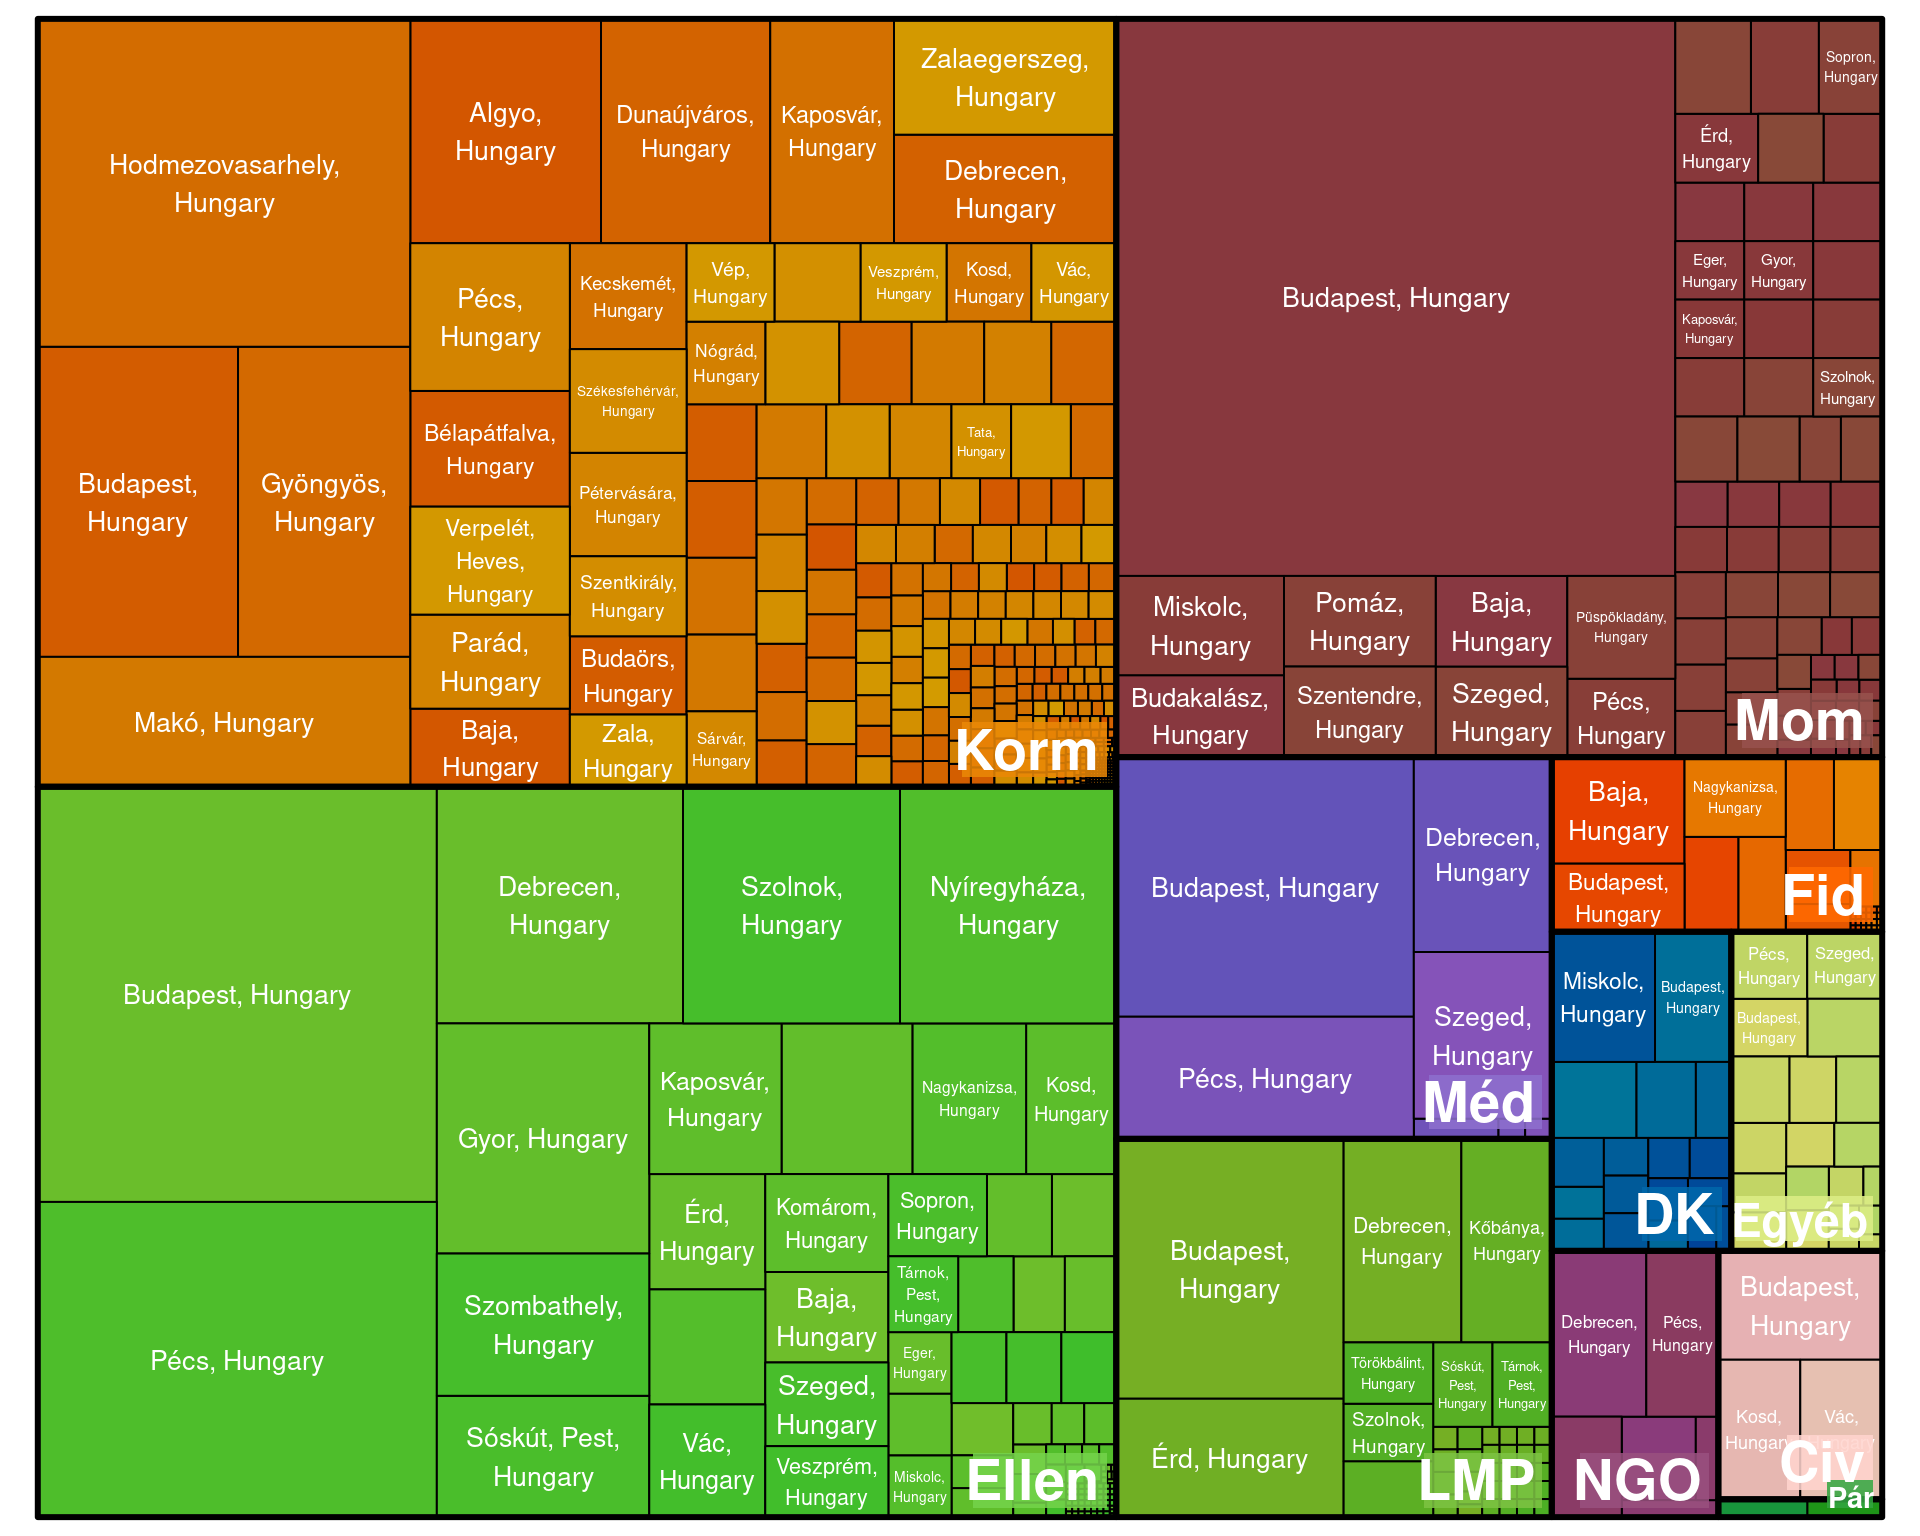 Hodmezovasarhely,
Hungary
Algyo,
Hungary
Dunaújváros,
Hungary
Kaposvár,
Hungary
Zalaegerszeg,
Hungary
Debrecen,
Hungary
Budapest,
Hungary
Gyöngyös,
Hungary
Makó, Hungary
Pécs,
Hungary
Bélapátfalva,
Hungary
Verpelét,
Heves,
Hungary
Parád,
Hungary
Baja,
Hungary
Kecskemét,
Hungary
Székesfehérvár,
Hungary
Pétervására,
Hungary
Szentkirály,
Hungary
Budaörs,
Hungary
Zala,
Hungary
Vép,
Hungary
Veszprém,
Hungary
Kosd,
Hungary
Vác,
Hungary
Nógrád,
Hungary
Tata,
Hungary
Sárvár,
Hungary
Korm
Budapest, Hungary
Sopron,
Hungary
Érd,
Hungary
Eger,
Hungary
Gyor,
Hungary
Kaposvár,
Hungary
Szolnok,
Hungary
Miskolc,
Hungary
Budakalász,
Hungary
Pomáz,
Hungary
Szentendre,
Hungary
Baja,
Hungary
Szeged,
Hungary
Püspökladány,
Hungary
Pécs,
Hungary
Mom
Budapest, Hungary
Pécs, Hungary
Debrecen,
Hungary
Szolnok,
Hungary
Nyíregyháza,
Hungary
Gyor, Hungary
Szombathely,
Hungary
Sóskút, Pest,
Hungary
Kaposvár,
Hungary
Nagykanizsa,
Hungary
Kosd,
Hungary
Érd,
Hungary
Vác,
Hungary
Komárom,
Hungary
Baja,
Hungary
Szeged,
Hungary
Veszprém,
Hungary
Sopron,
Hungary
Tárnok,
Pest,
Hungary
Eger,
Hungary
Miskolc,
Hungary
Ellen
Budapest, Hungary
Pécs, Hungary
Debrecen,
Hungary
Szeged,
Hungary
Méd
Baja,
Hungary
Budapest,
Hungary
Nagykanizsa,
Hungary
Fid
Miskolc,
Hungary
Budapest,
Hungary
DK
Pécs,
Hungary
Szeged,
Hungary
Budapest,
Hungary
Egyéb
Budapest,
Hungary
Érd, Hungary
Debrecen,
Hungary
Kőbánya,
Hungary
Törökbálint,
Hungary
Szolnok,
Hungary
Sóskút,
Pest,
Hungary
Tárnok,
Pest,
Hungary
LMP
Debrecen,
Hungary
Pécs,
Hungary
NGO
Budapest,
Hungary
Kosd,
Hungary
Vác,
Civ
Pár